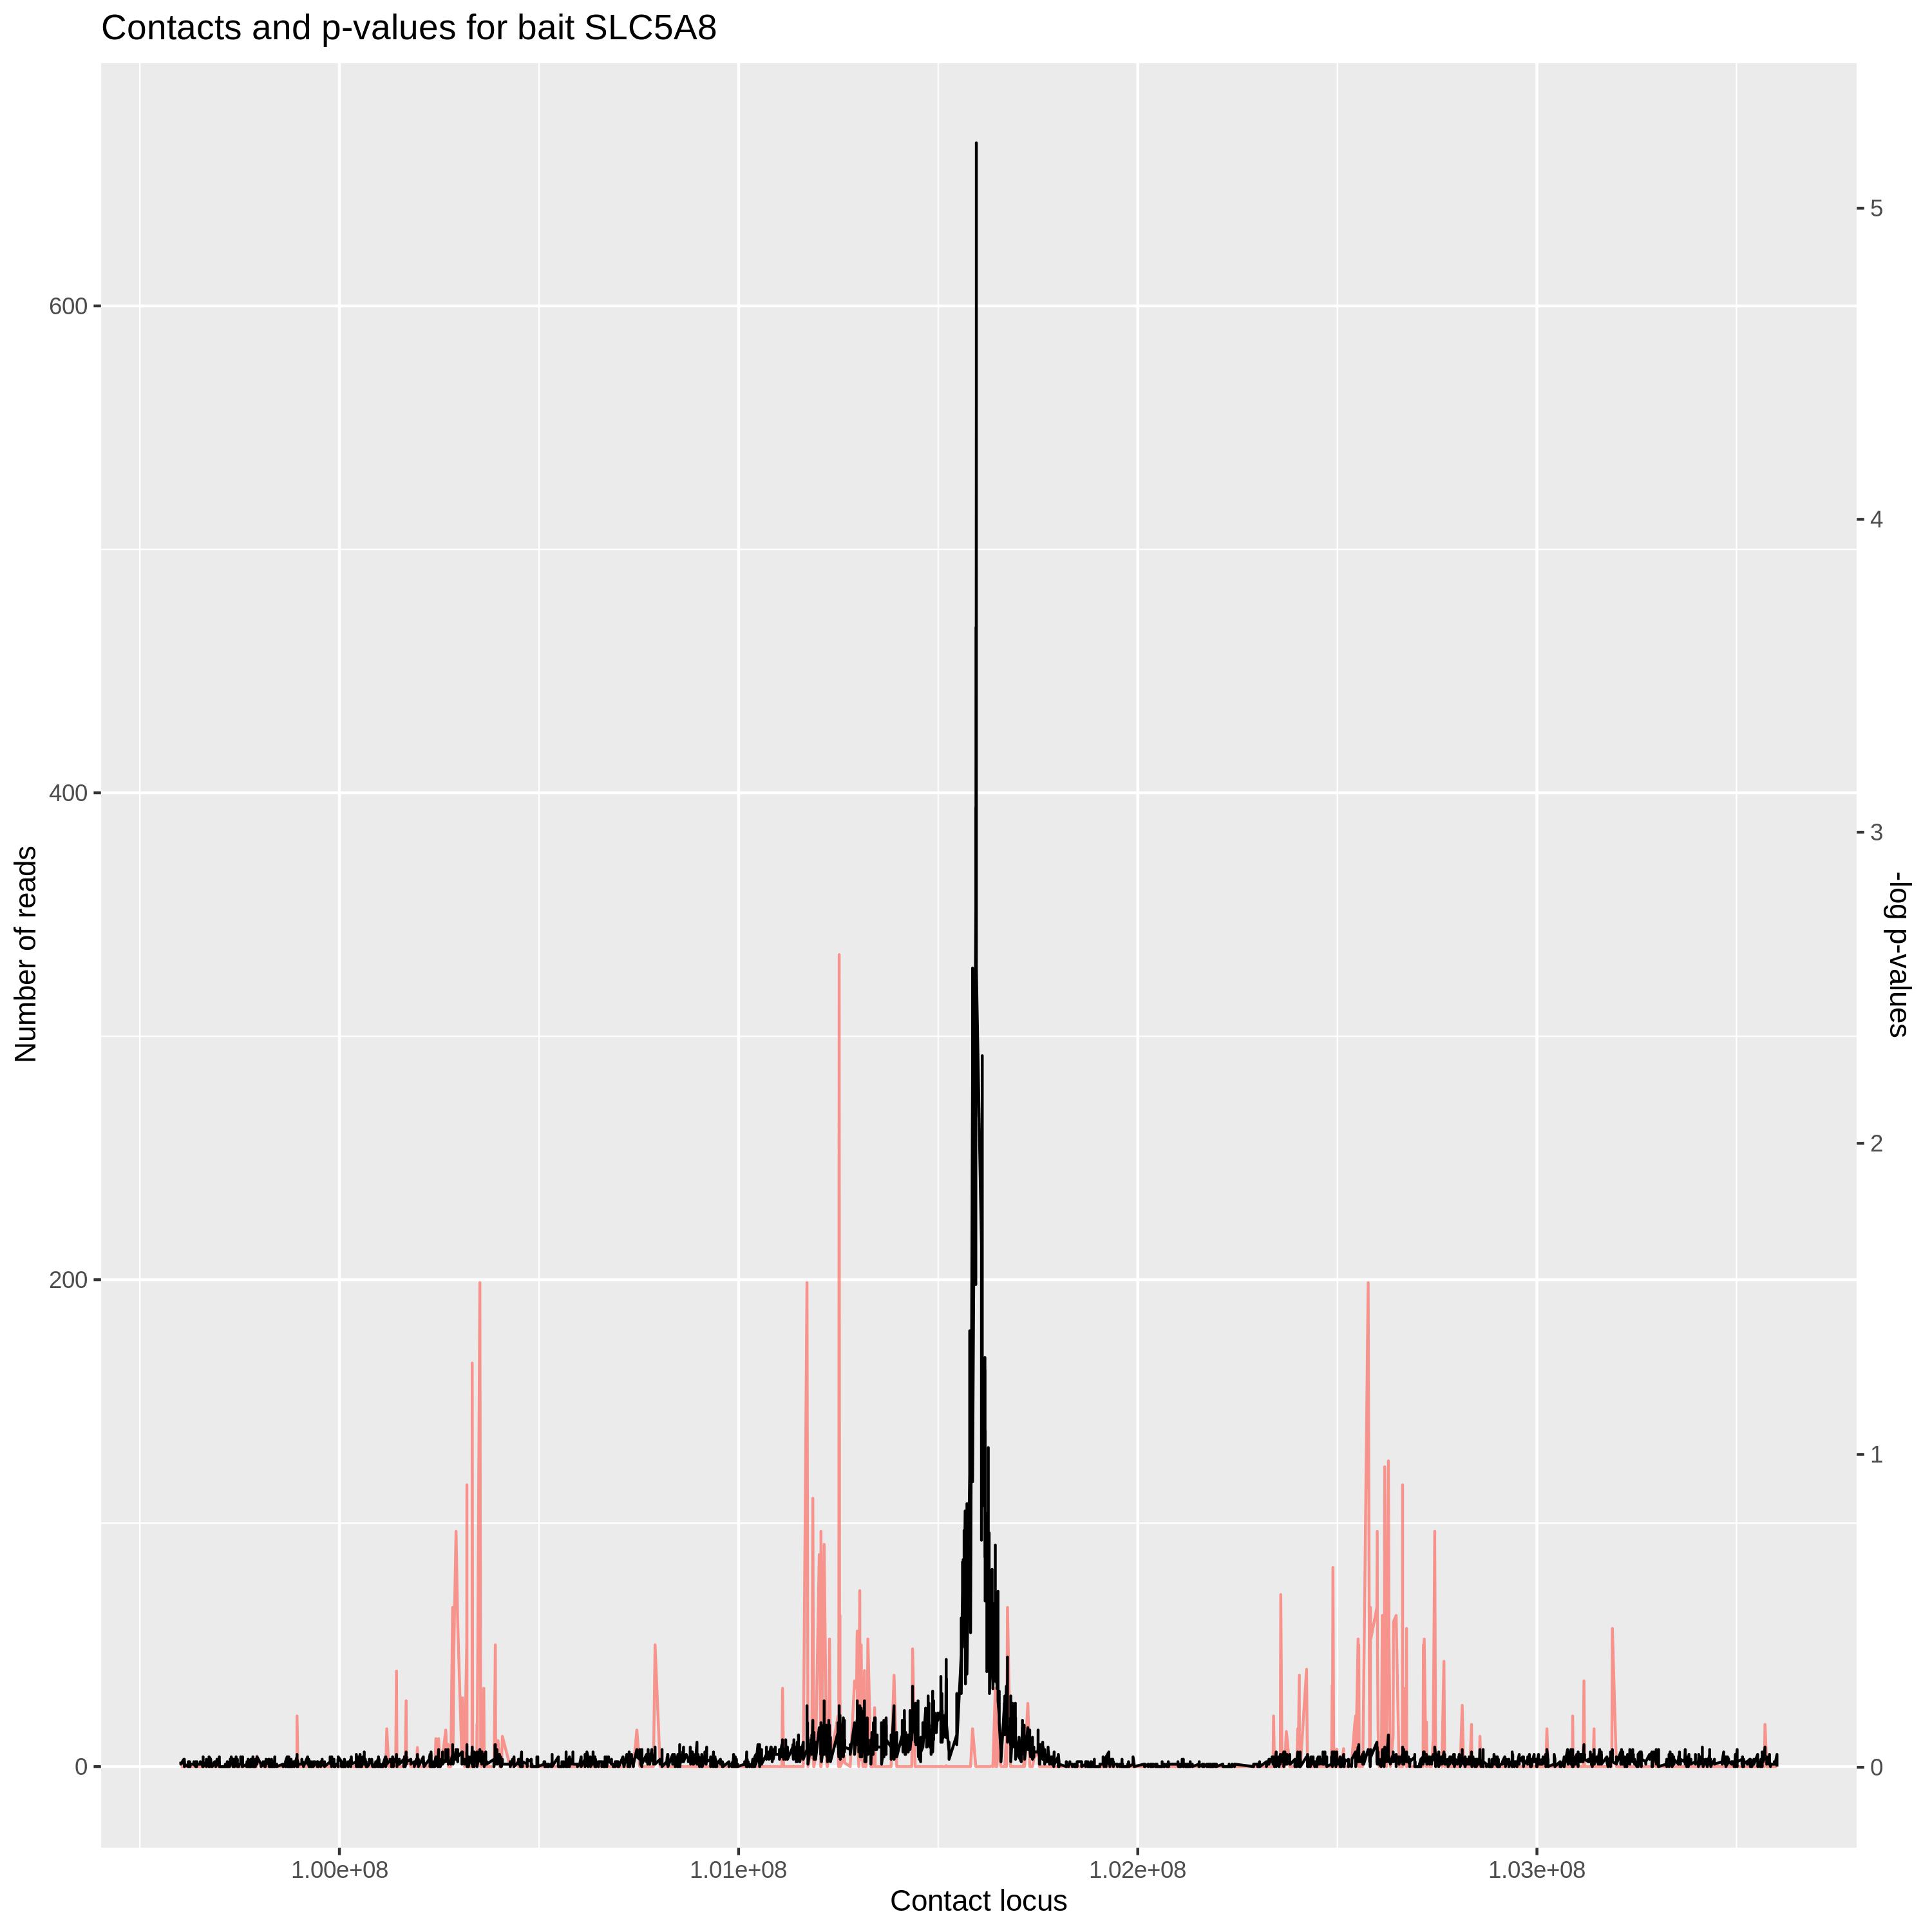 Contacts and p-values for bait SLC5A8
Number of reads
600
400
200
0
5
4
3
2
1
0
-log p-values
1.00e+08
1.01e+08
1.02e+08
1.03e+08
Contact locus